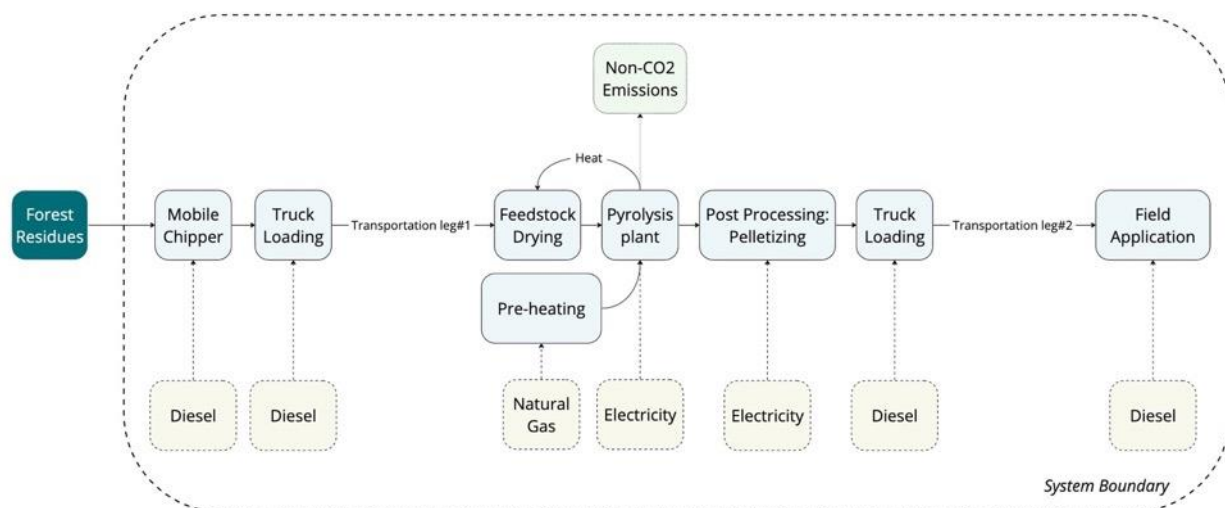 Non-CO2
Emissions
Heat
Forest
Residues
Mobile
Chipper
Truck
Loading
Transportation leg#1
Feedstock
Drying
Pyrolysis
plant
Post Processing:
Pelletizing
Truck
Loading
Transportation leg#2
Field
Application
Pre-heating
Diesel
Diesel
Natural
Gas
Electricity
Electricity
Diesel
Diesel
System Boundary